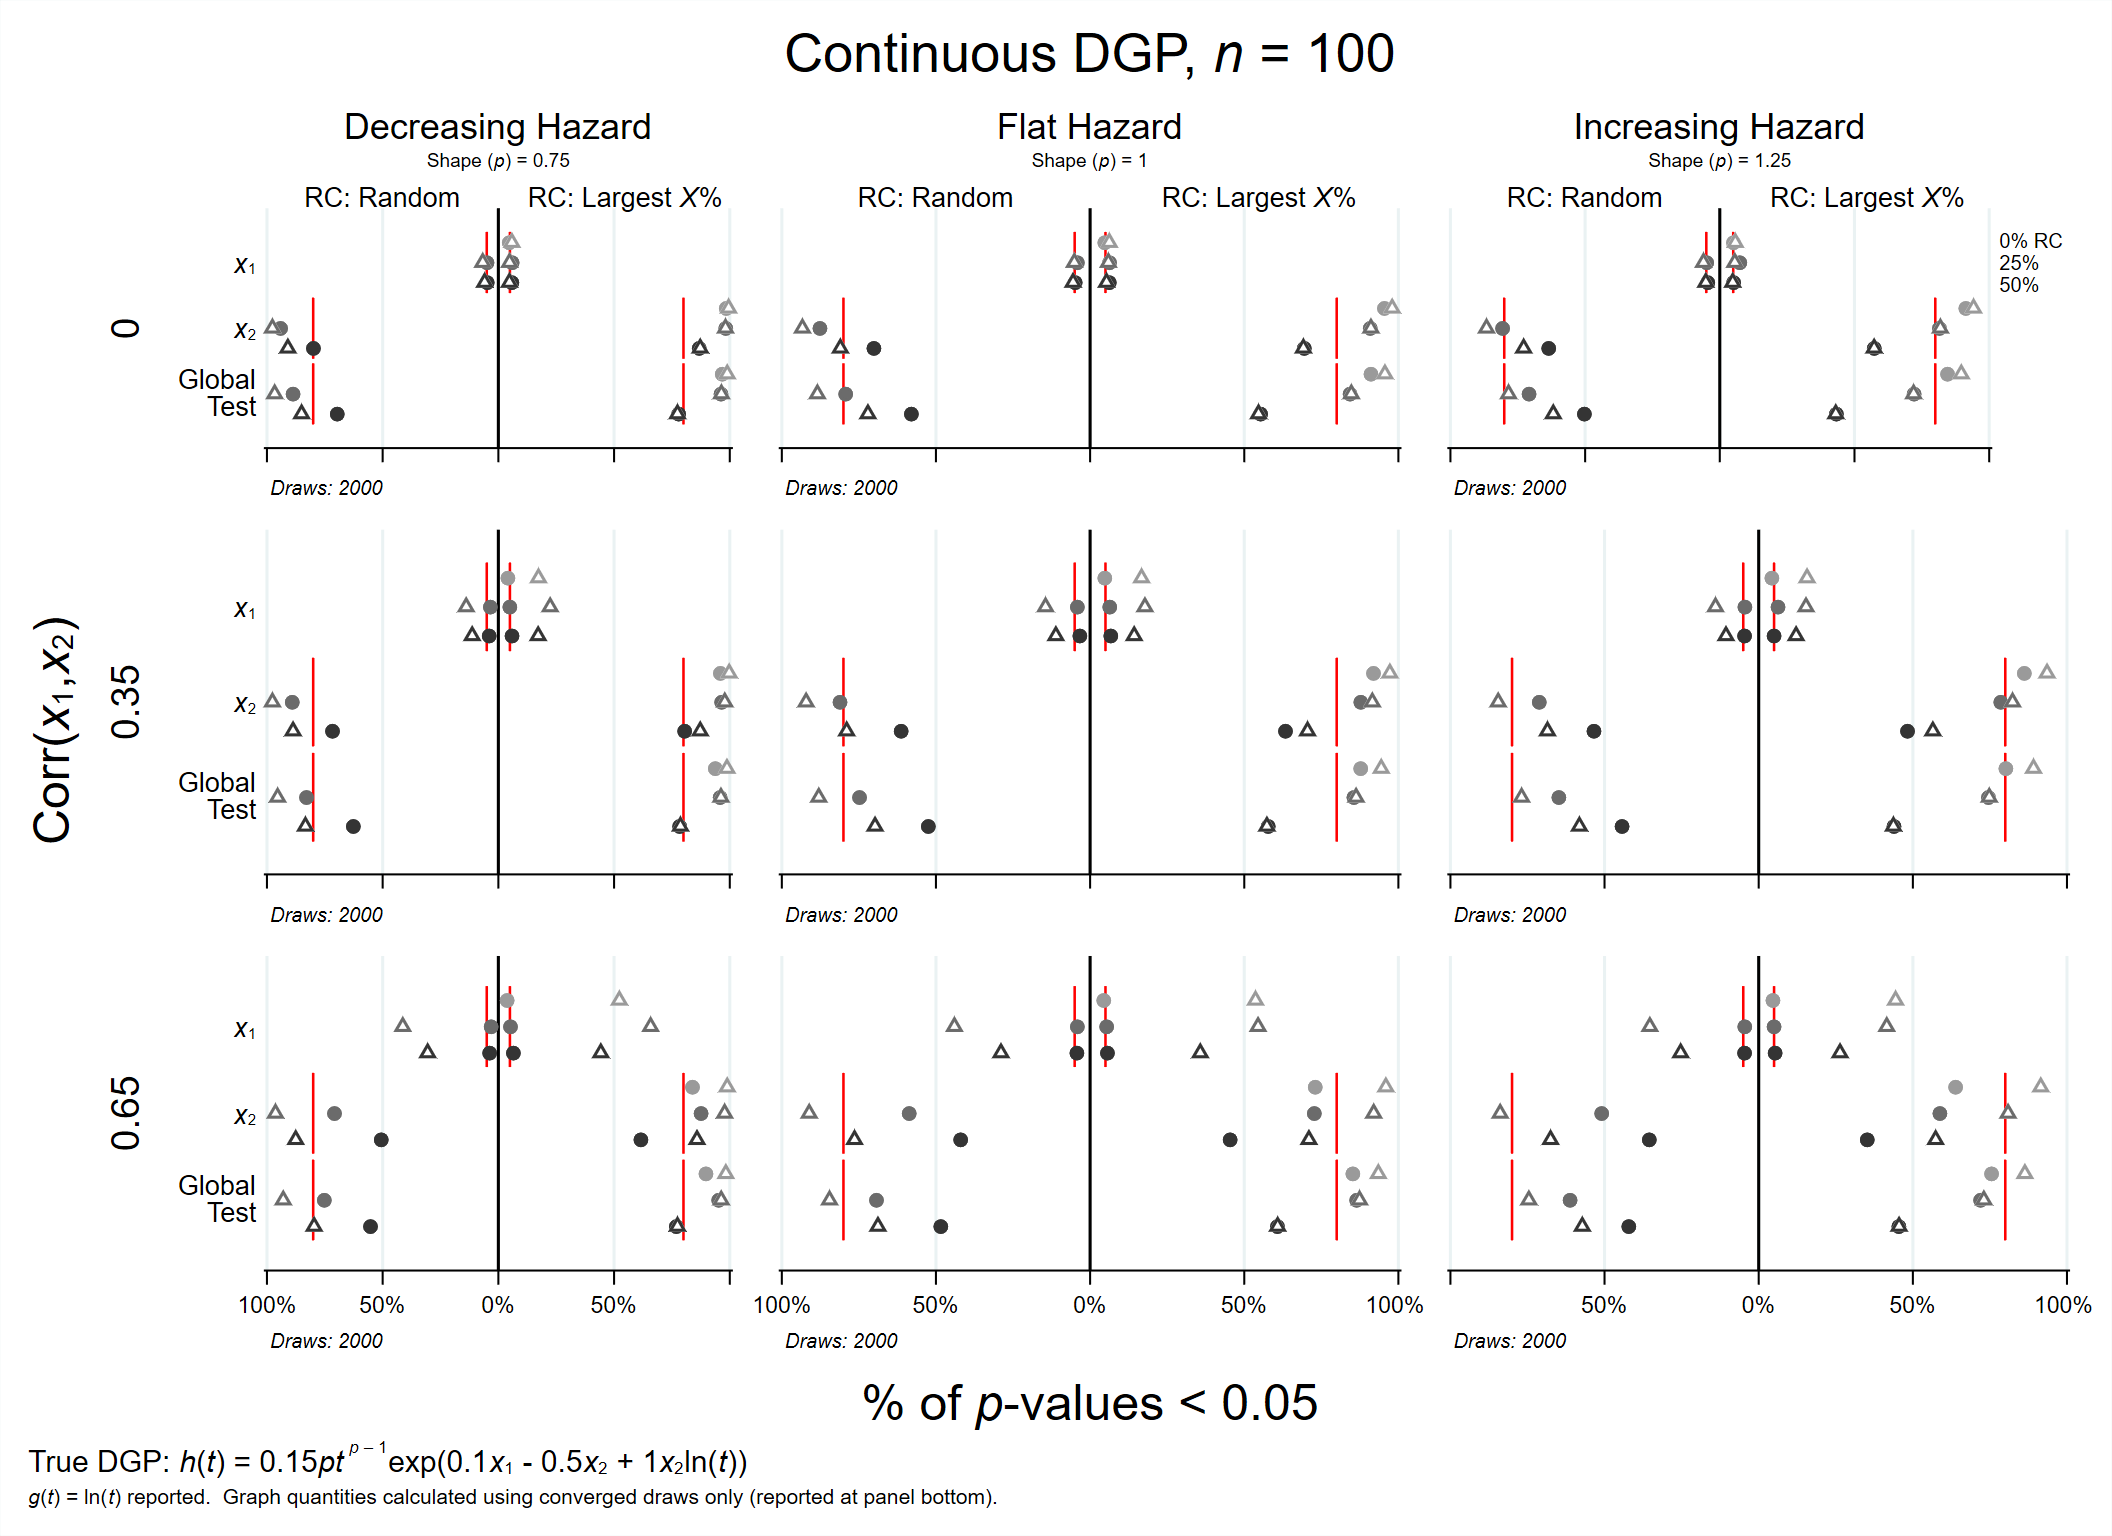 Continuous DGP, n = 100
Decreasing Hazard
Flat Hazard
Increasing Hazard
Shape (p) = 0.75
Shape (p) = 1
Shape (p) = 1.25
RC: Random
RC: Largest X%
RC: Random
RC: Largest X%
RC: Random
RC: Largest X%
0% RC
25%
50%
Corr(x1,x2)
0
x1
x2
Global
Test
Draws: 2000
Draws: 2000
Draws: 2000
0.35
x1
x2
Global
Test
Draws: 2000
Draws: 2000
Draws: 2000
0.65
x1
x2
Global
Test
100% 50% 0% 50%
100% 50% 0% 50% 100%
50% 0% 50% 100%
Draws: 2000
Draws: 2000
Draws: 2000
% of p-values < 0.05
True DGP: h(t) = 0.15pt p − 1 exp(0.1x1 - 0.5x2 + 1x2ln(t))
g(t) = ln(t) reported. Graph quantities calculated using converged draws only (reported at panel bottom).